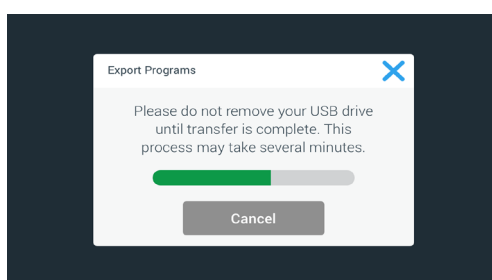 Export Programs
Please do not remove your USB drive
until transfer is complete. This
process may take several minutes.
Cancel